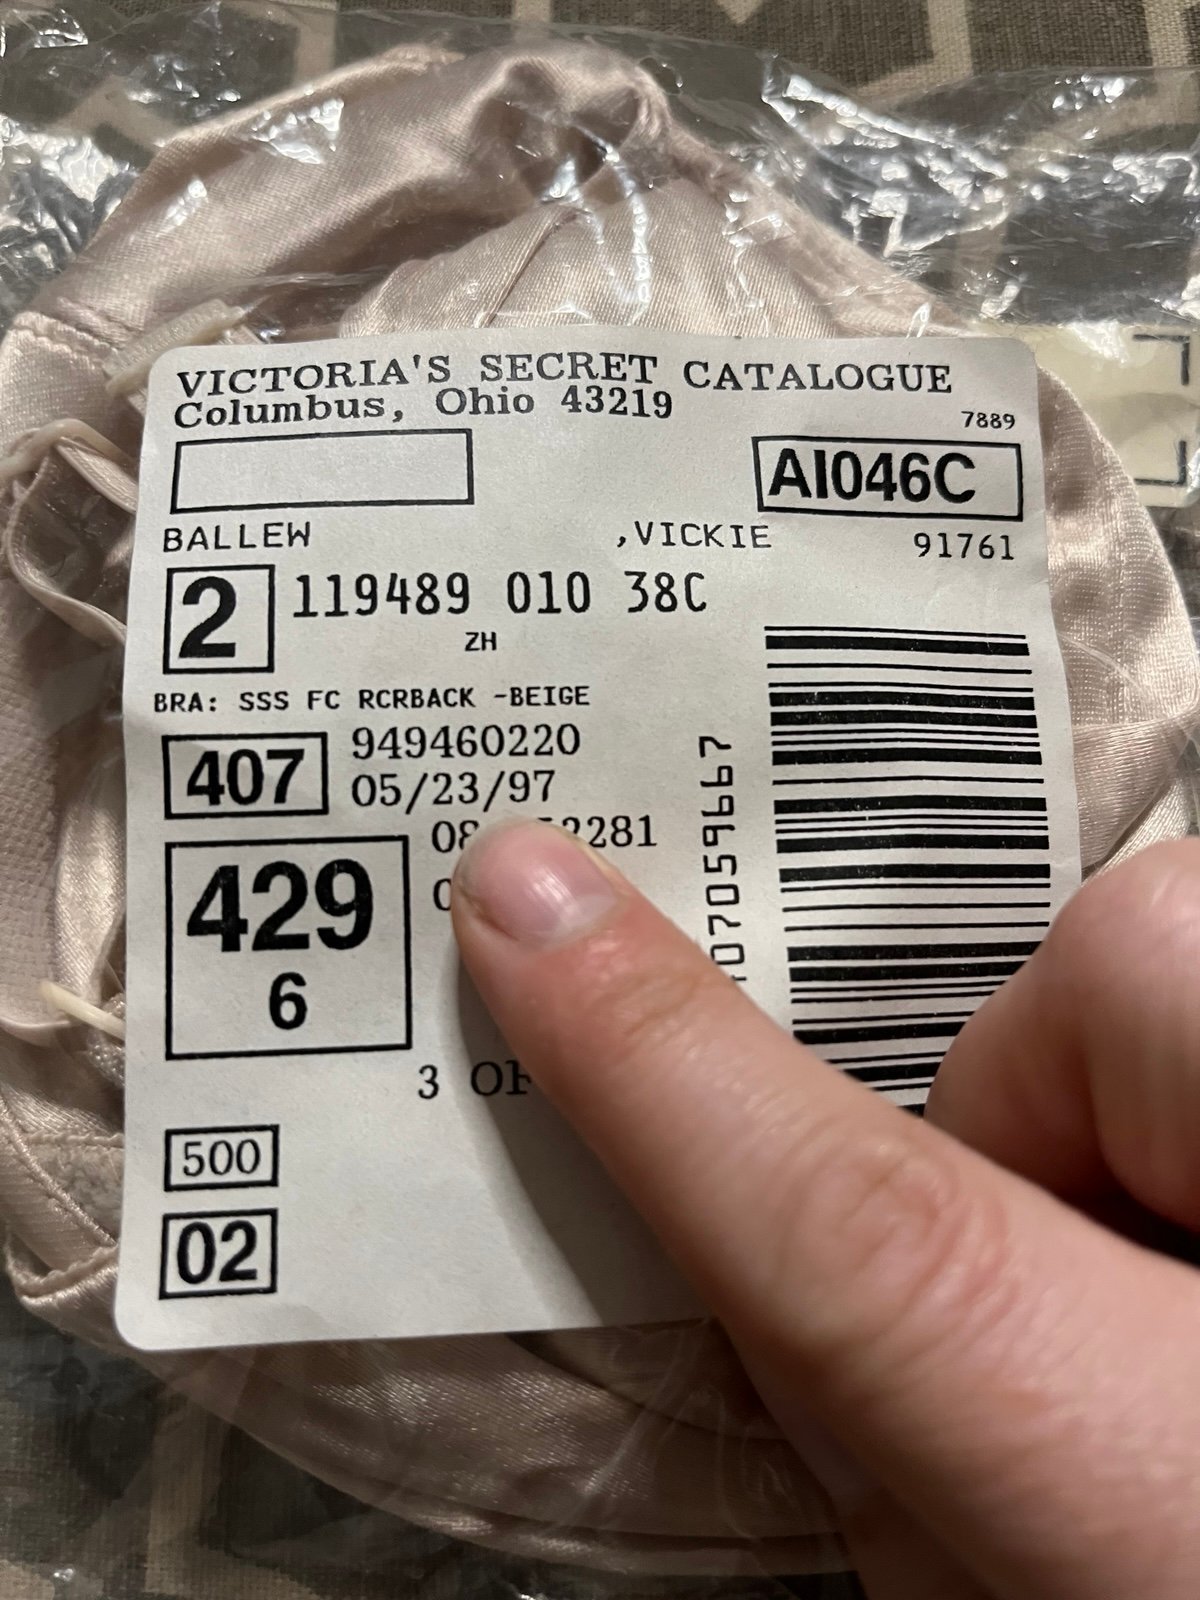 VICTORIA'S SECRET CATALOGUE
Columbus, Ohio 43219
7889
AI046C
BALLEW ,VICKIE 91761
2 119489 010 38C
ZH
BRA: SSS FC RCRBACK -BEIGE
407 949460220
05/23/97
429
6
3
500
02